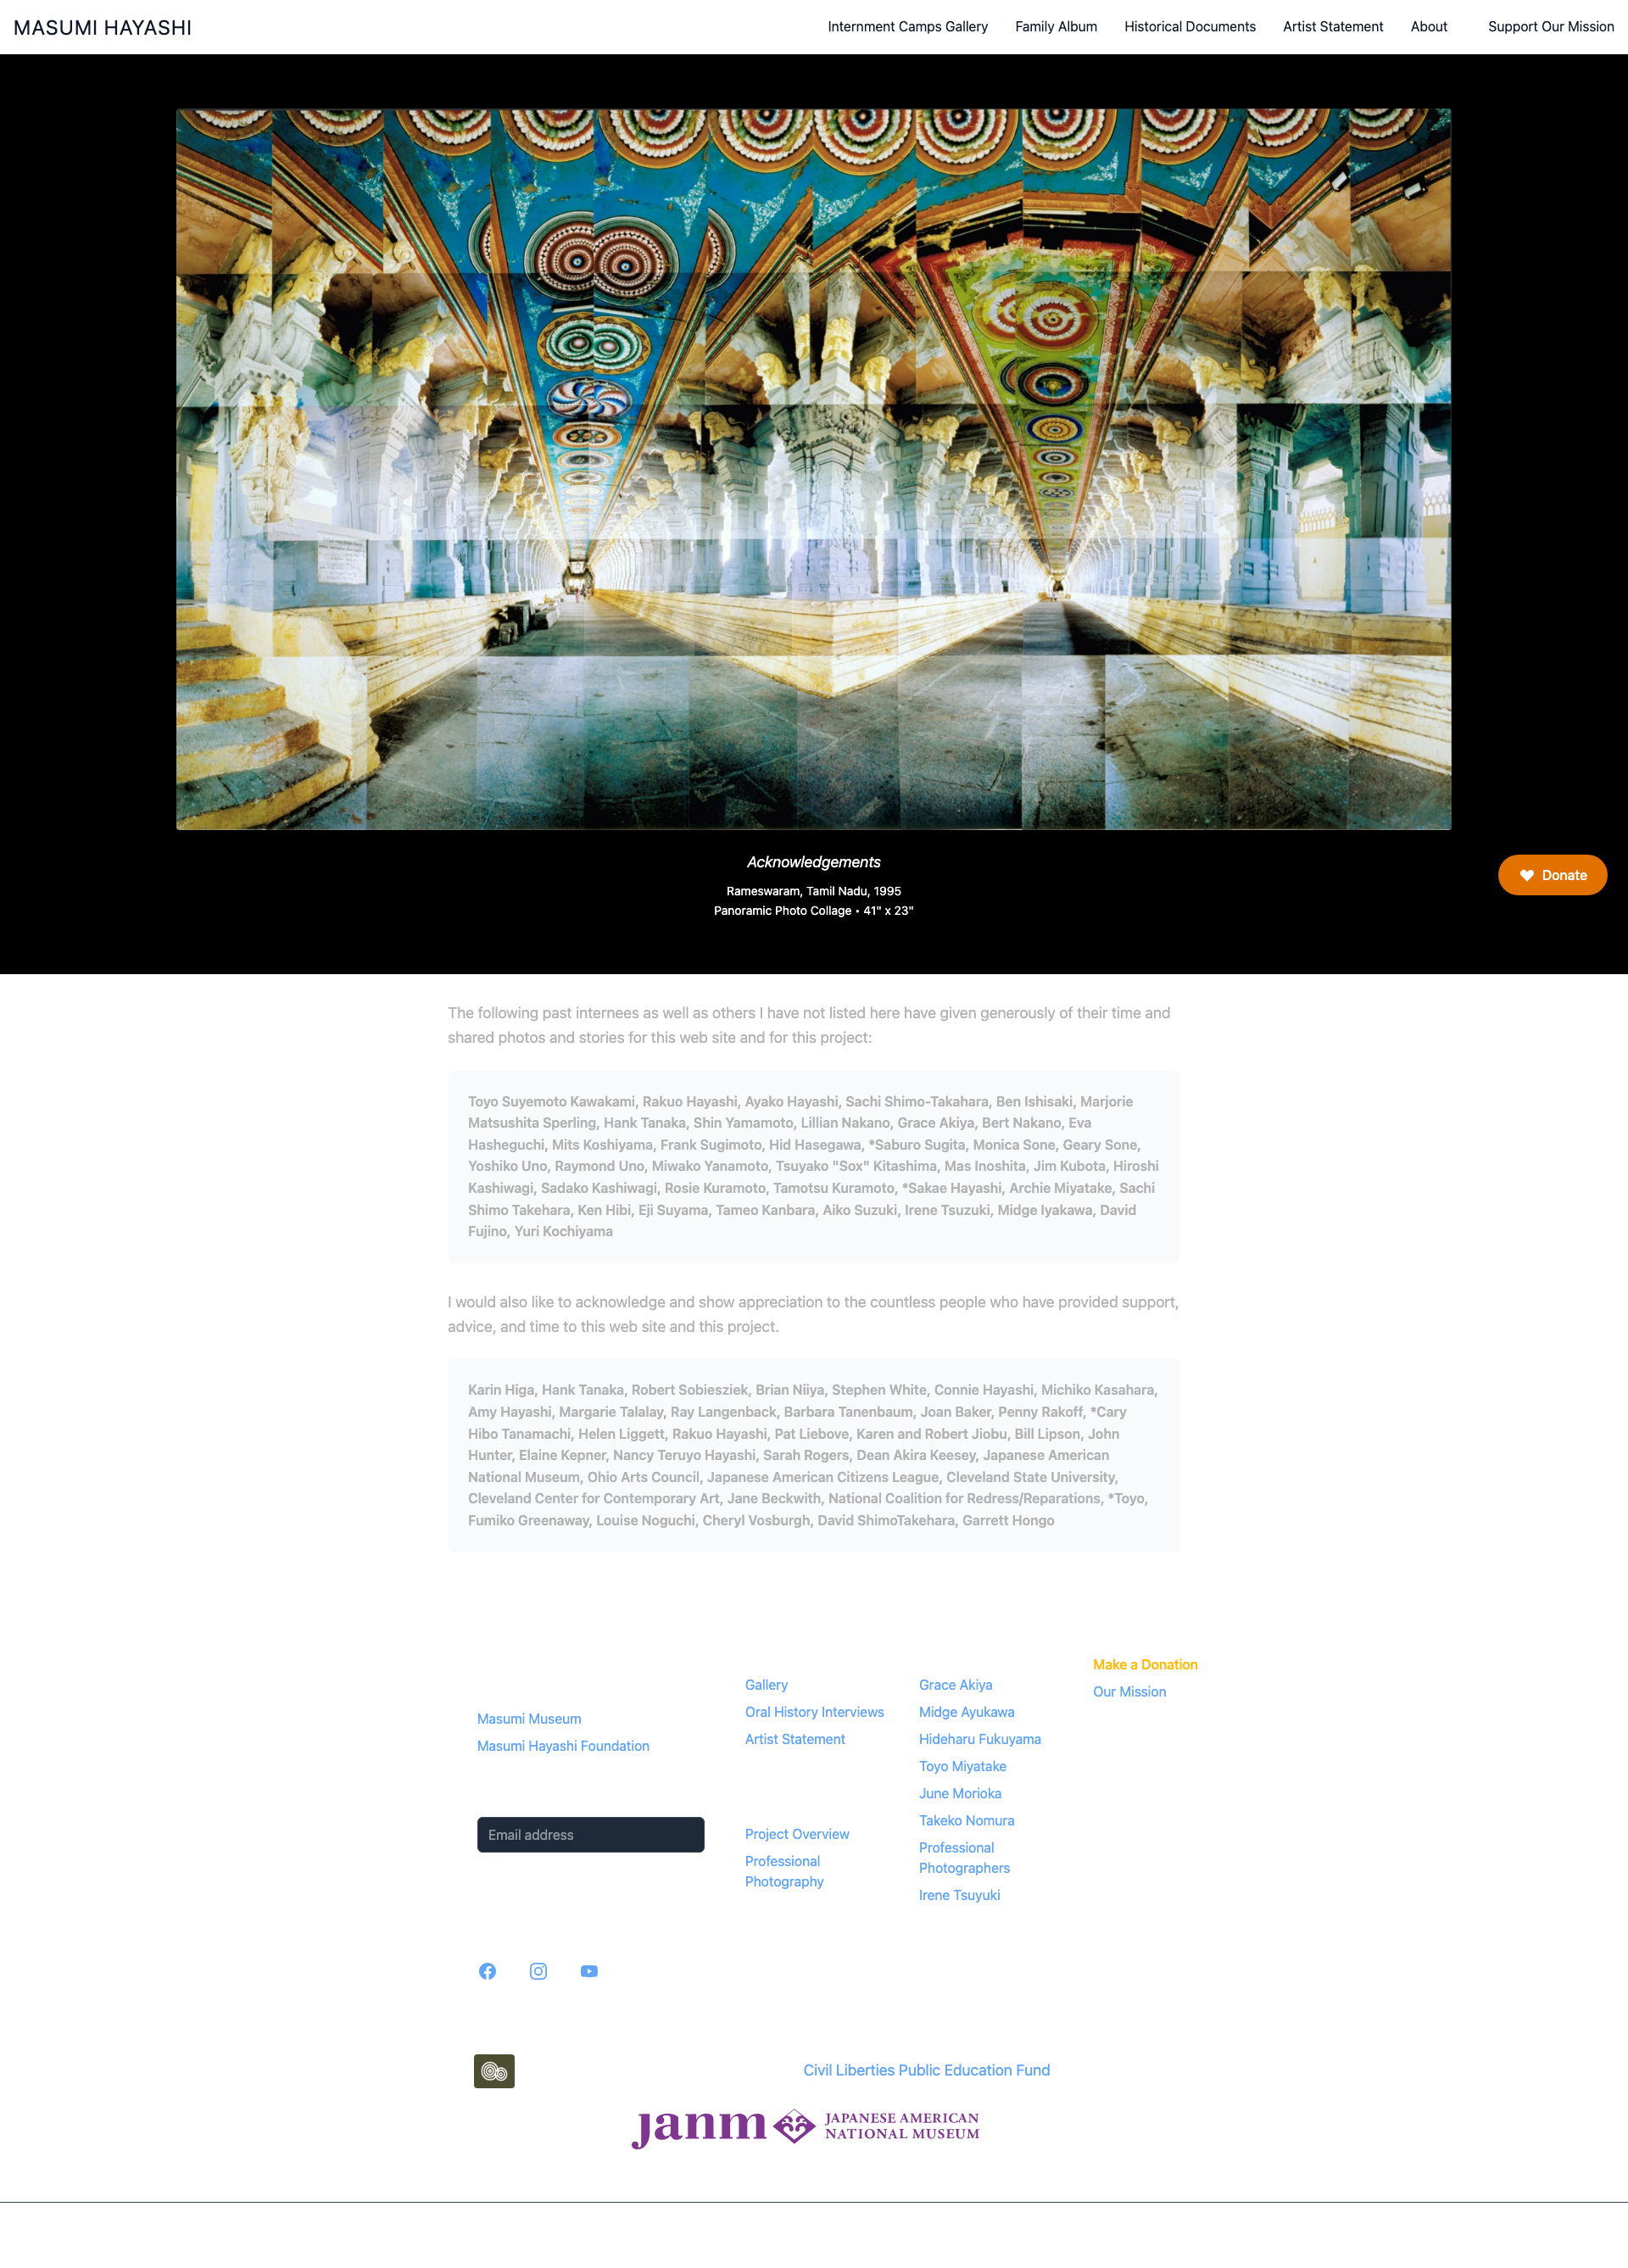 MASUMI HAYASHI
Internment Camps Gallery
Family Album
Historical Documents
Artist Statement
About
Support Our Mission
Acknowledgements
Rameswaram, Tamil Nadu, 1995
Panoramic Photo Collage • 41" x 23"
Donate
The following past internees as well as others I have not listed here have given generously of their time and
shared photos and stories for this web site and for this project:
Toyo Suyemoto Kawakami, Rakuo Hayashi, Ayako Hayashi, Sachi Shimo-Takahara, Ben Ishisaki, Marjorie
Matsushita Sperling, Hank Tanaka, Shin Yamamoto, Lillian Nakano, Grace Akiya, Bert Nakano, Eva
Hasheguchi, Mits Koshiyama, Frank Sugimoto, Hid Hasegawa, *Saburo Sugita, Monica Sone, Geary Sone,
Yoshiko Uno, Raymond Uno, Miwako Yanamoto, Tsuyako "Sox" Kitashima, Mas Inoshita, Jim Kubota, Hiroshi
Kashiwagi, Sadako Kashiwagi, Rosie Kuramoto, Tamotsu Kuramoto, *Sakae Hayashi, Archie Miyatake, Sachi
Shimo Takehara, Ken Hibi, Eji Suyama, Tameo Kanbara, Aiko Suzuki, Irene Tsuzuki, Midge Iyakawa, David
Fujino, Yuri Kochiyama
I would also like to acknowledge and show appreciation to the countless people who have provided support,
advice, and time to this web site and this project.
Karin Higa, Hank Tanaka, Robert Sobiesziek, Brian Niiya, Stephen White, Connie Hayashi, Michiko Kasahara,
Amy Hayashi, Margarie Talalay, Ray Langenback, Barbara Tanenbaum, Joan Baker, Penny Rakoff, *Cary
Hibo Tanamachi, Helen Liggett, Rakuo Hayashi, Pat Liebove, Karen and Robert Jiobu, Bill Lipson, John
Hunter, Elaine Kepner, Nancy Teruyo Hayashi, Sarah Rogers, Dean Akira Keesey, Japanese American
National Museum, Ohio Arts Council, Japanese American Citizens League, Cleveland State University,
Cleveland Center for Contemporary Art, Jane Beckwith, National Coalition for Redress/Reparations, *Toyo,
Fumiko Greenaway, Louise Noguchi, Cheryl Vosburgh, David ShimoTakehara, Garrett Hongo
Masumi Museum
Masumi Hayashi Foundation
Email address
Gallery
Oral History Interviews
Artist Statement
Project Overview
Professional
Photography
Grace Akiya
Midge Ayukawa
Hideharu Fukuyama
Toyo Miyatake
June Morioka
Takeko Nomura
Professional
Photographers
Irene Tsuyuki
Make a Donation
Our Mission
Civil Liberties Public Education Fund
janm
JAPANESE AMERICAN
NATIONAL MUSEUM